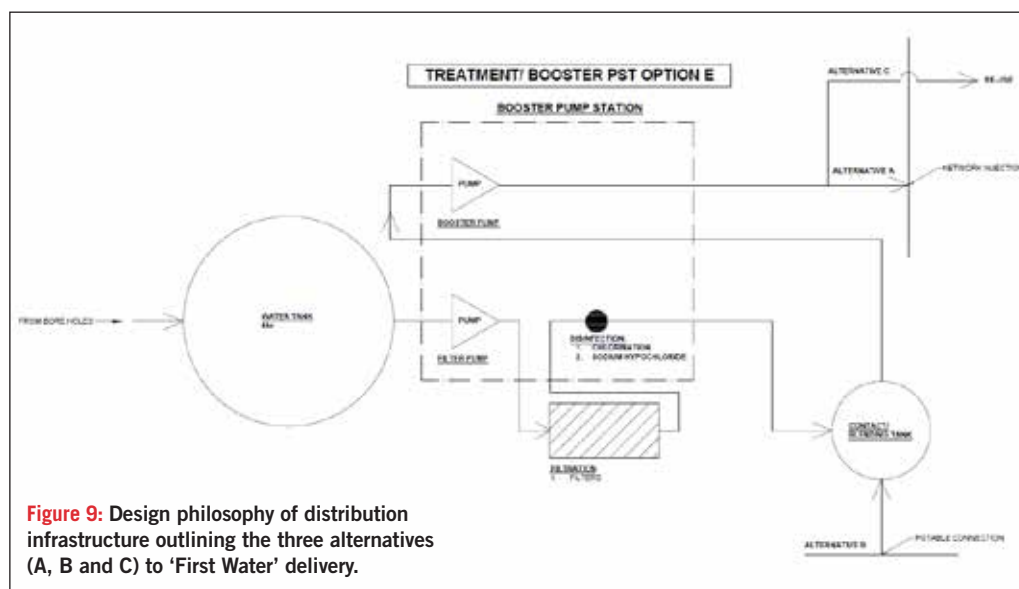 TREATMENT/ BOOSTER PST OPTION E
BOOSTER PUMP STATION
ALTERNATIVE C
RE-USE
PUMP
ALTERNATIVE A
NETWORK INJECTION
BOOSTER PUMP
FROM BORE HOLES
WATER TANK
PUMP
FILTER PUMP
DISINFECTION
1. CHLORINATION
2. SODIUM HYPOCHLORIDE
CONTACT/
BLENDING TANK
FILTRATION
1. FILTERS
ALTERNATIVE B
POTABLE CONNECTION
Figure 9: Design philosophy of distribution
infrastructure outlining the three alternatives
(A, B and C) to ‘First Water’ delivery.